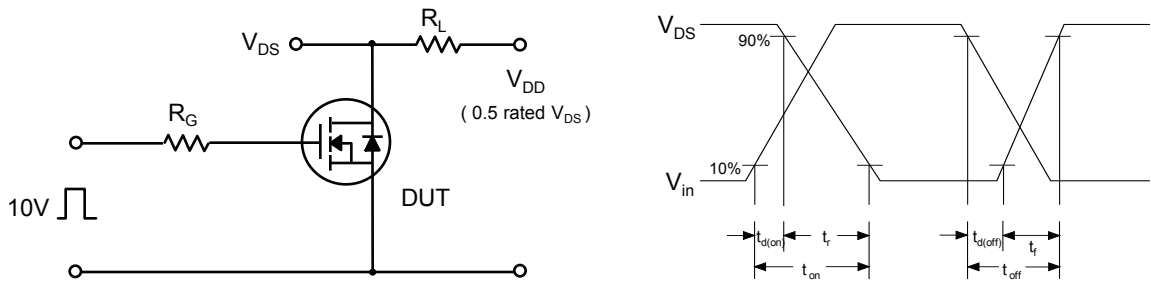 V_DS
R_L
V_DD
( 0.5 rated V_DS )
R_G
10V
DUT
V_DS
90%
10%
V_in
t_d(on)
t_r
t_on
t_d(off)
t_f
t_off